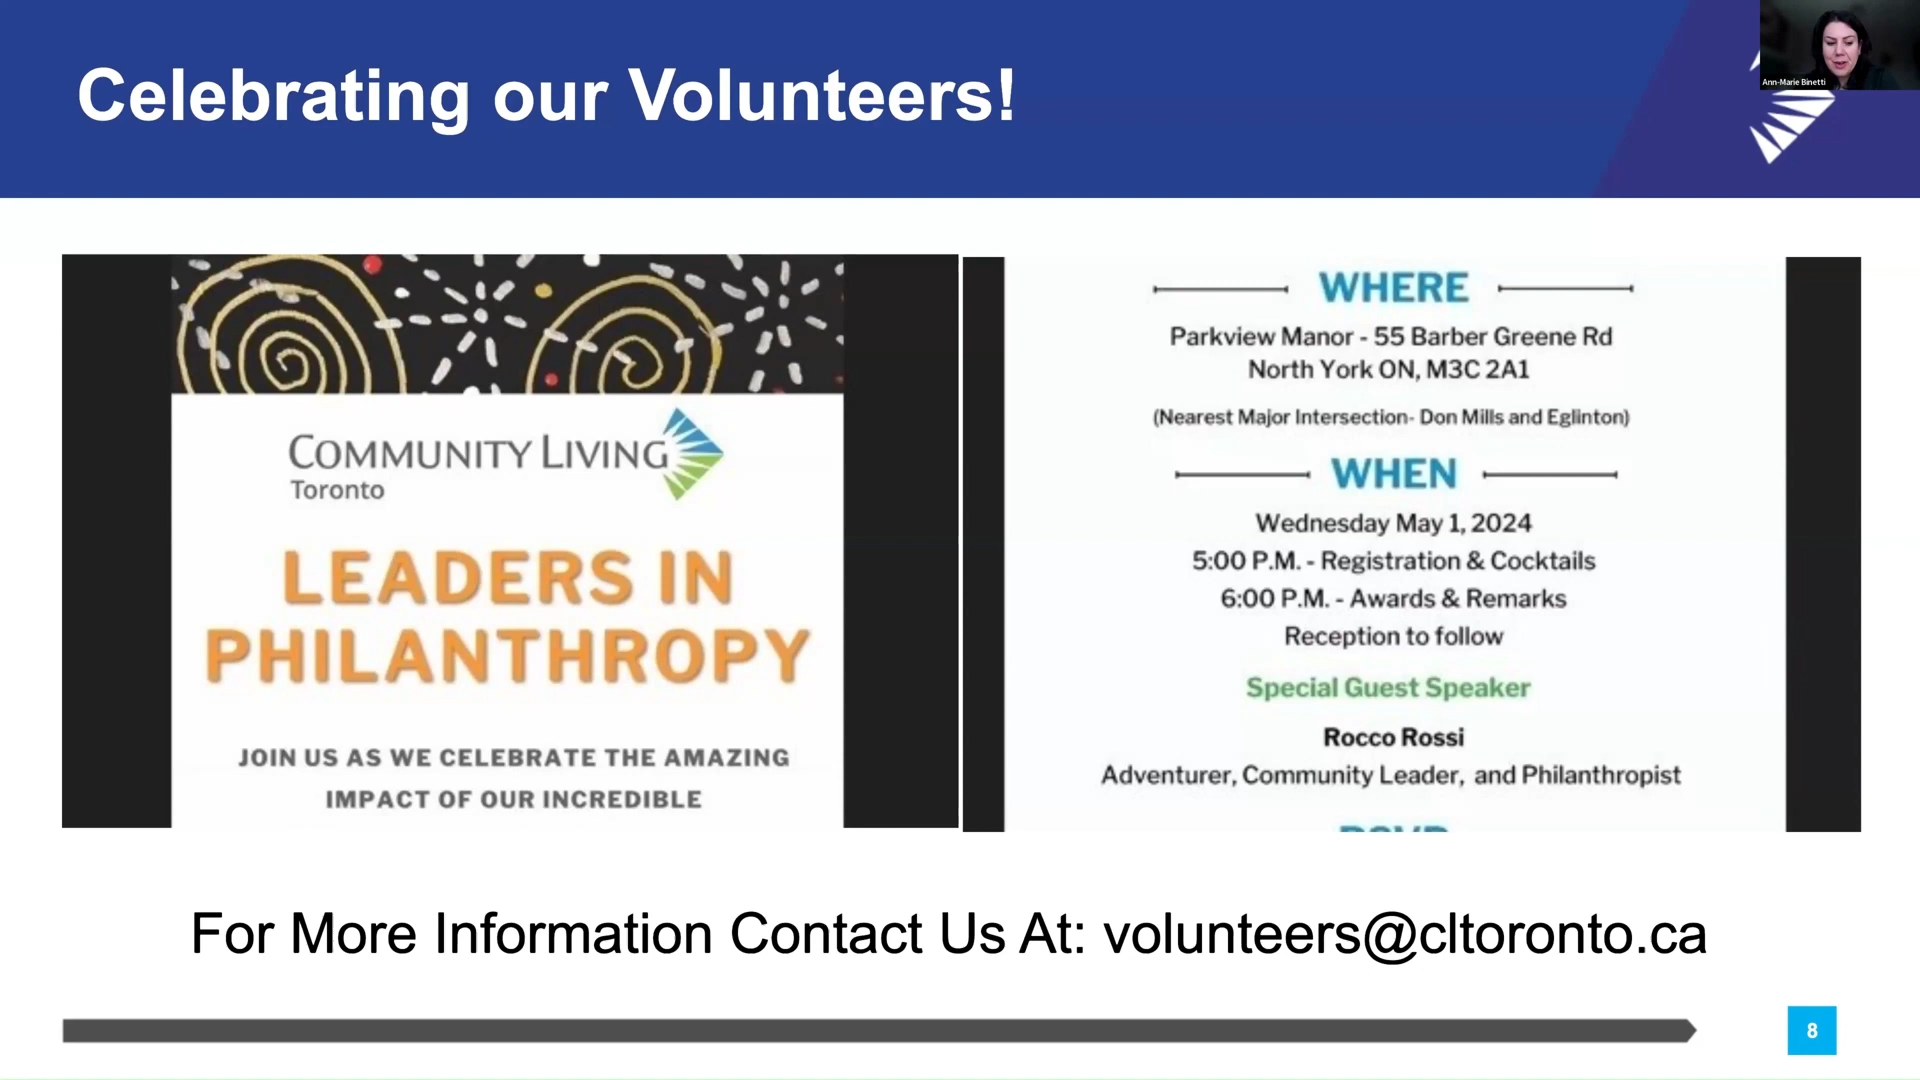 Celebrating our Volunteers!
Ann-Marie Binetti
COMMUNITY LIVING
Toronto
LEADERS IN
PHILANTHROPY
JOIN US AS WE CELEBRATE THE AMAZING
IMPACT OF OUR INCREDIBLE
WHERE
Parkview Manor - 55 Barber Greene Rd
North York ON, M3C 2A1
(Nearest Major Intersection- Don Mills and Eglinton)
WHEN
Wednesday May 1, 2024
5:00 P.M. - Registration & Cocktails
6:00 P.M. - Awards & Remarks
Reception to follow
Special Guest Speaker
Rocco Rossi
Adventurer, Community Leader, and Philanthropist
For More Information Contact Us At: volunteers@cltoronto.ca
8